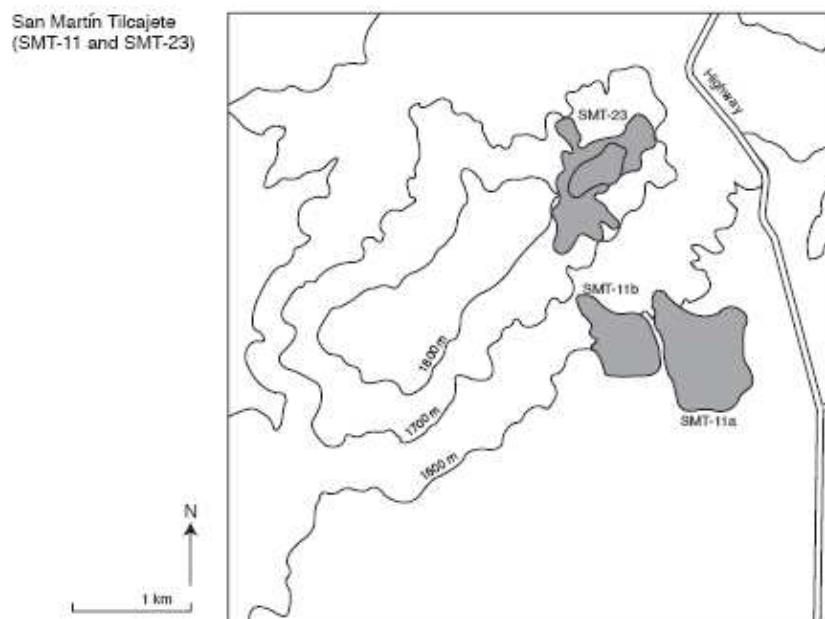 San Martín Tilcajete
(SMT-11 and SMT-23)
Highway
SMT-23
SMT-11b
1800 m
1700 m
SMT-11a
1600 m
N
1 km